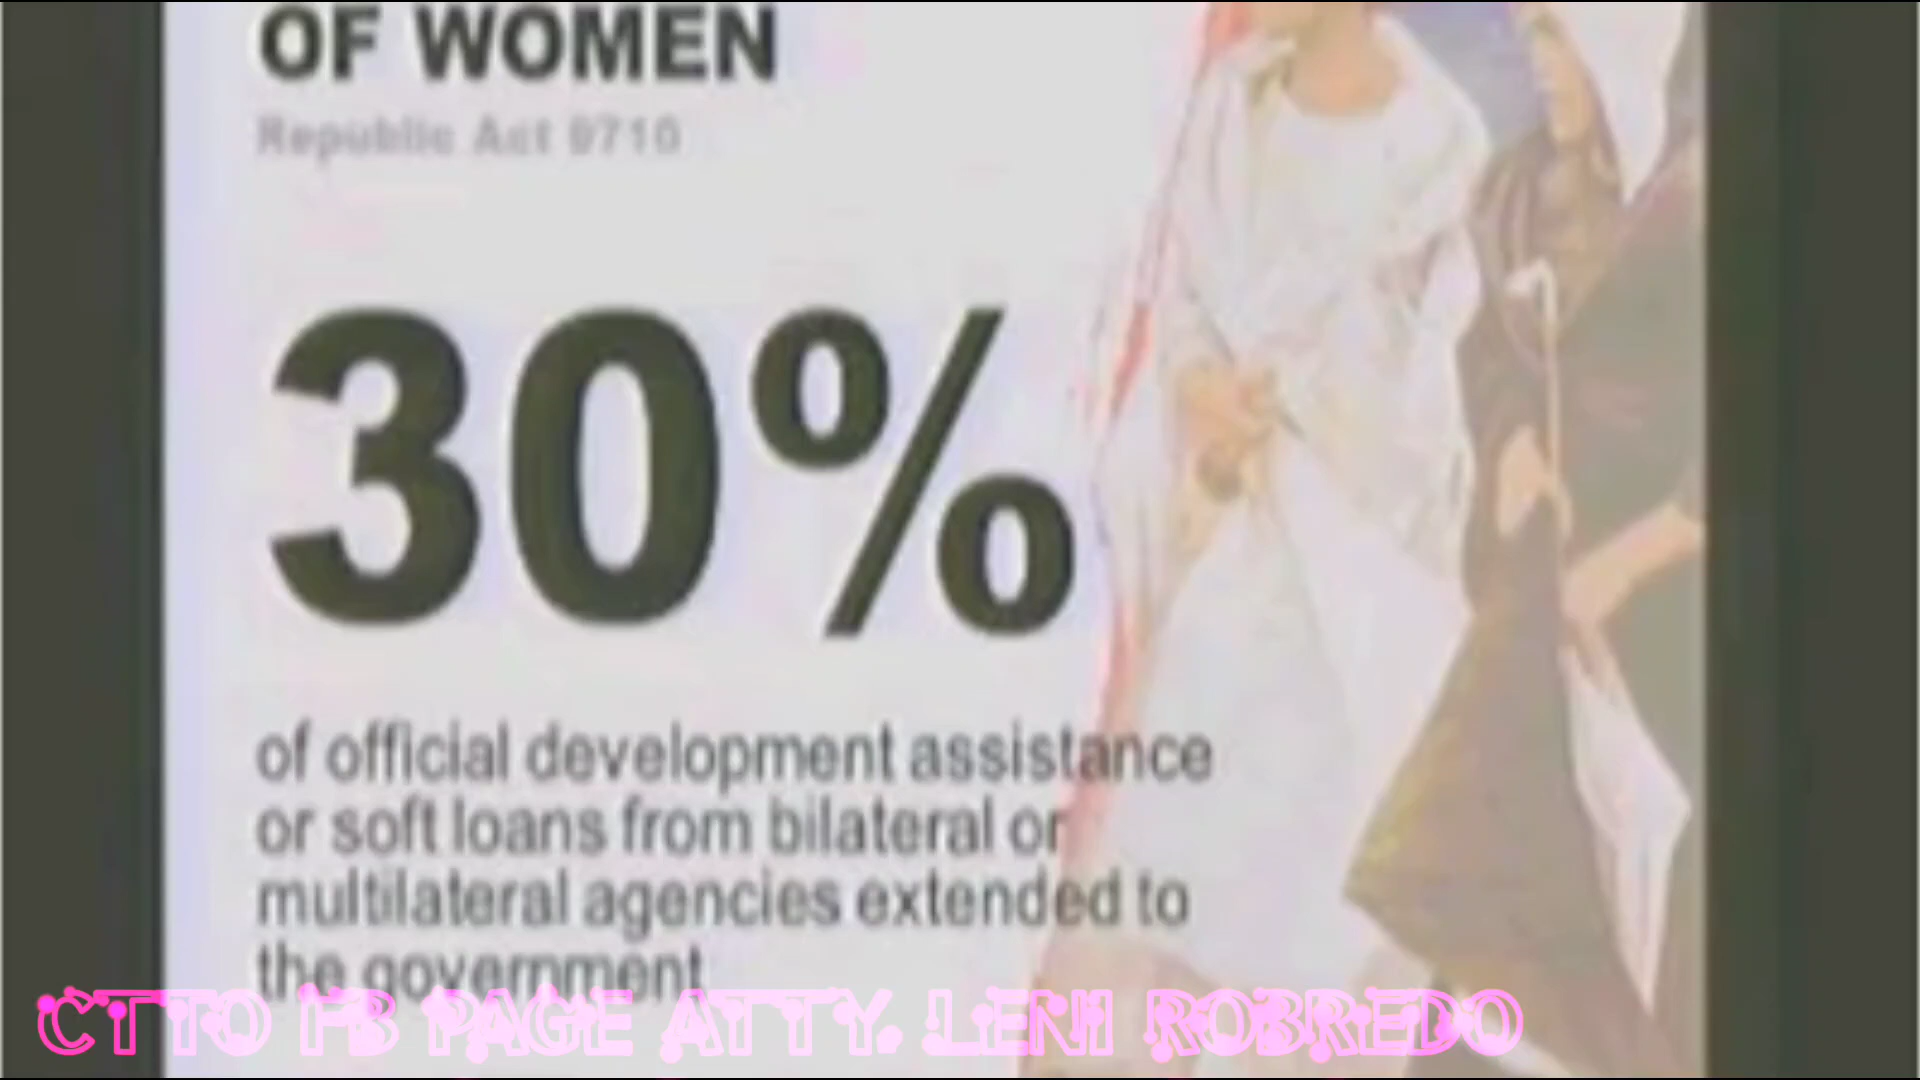 OF WOMEN
Republic Act 9710
30%
of official development assistance
or soft loans from bilateral or
multilateral agencies extended to
the government
CTTO FB PAGE ATTY. LENI ROBREDO